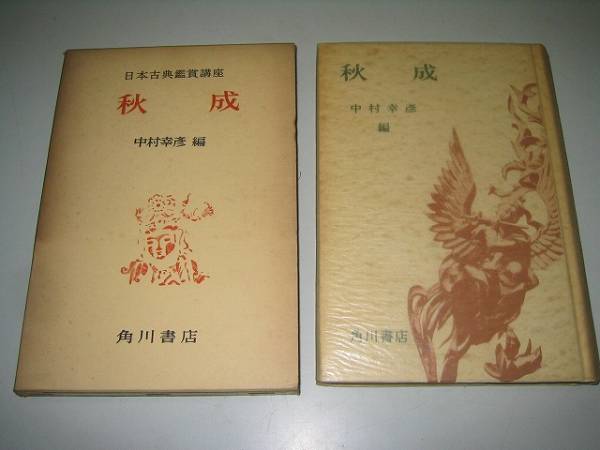 日本古典鑑賞講座
秋成
中村幸彦 編
角川書店
秋成
中村幸彦
編
角川書店